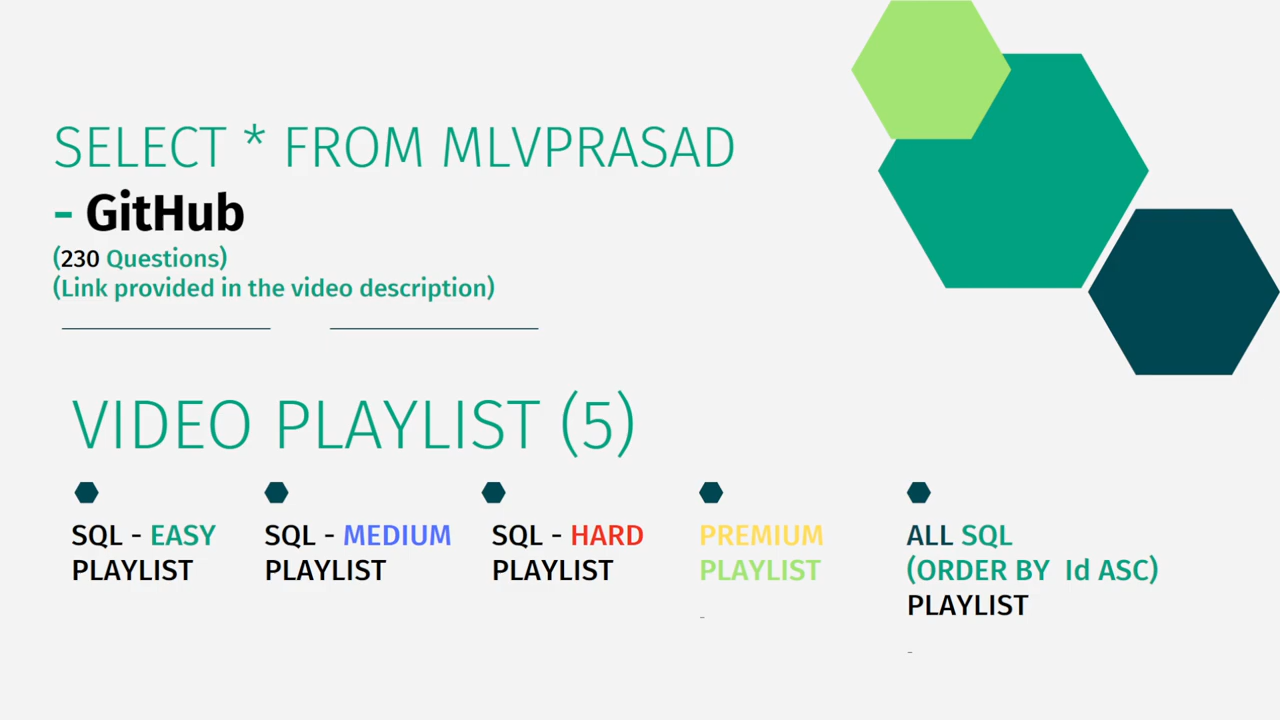 SELECT * FROM MLVPRASAD
- GitHub
(230 Questions)
(Link provided in the video description)
VIDEO PLAYLIST (5)
SQL - EASY
PLAYLIST
SQL - MEDIUM
PLAYLIST
SQL - HARD
PLAYLIST
PREMIUM
PLAYLIST
-
ALL SQL
(ORDER BY Id ASC)
PLAYLIST
-